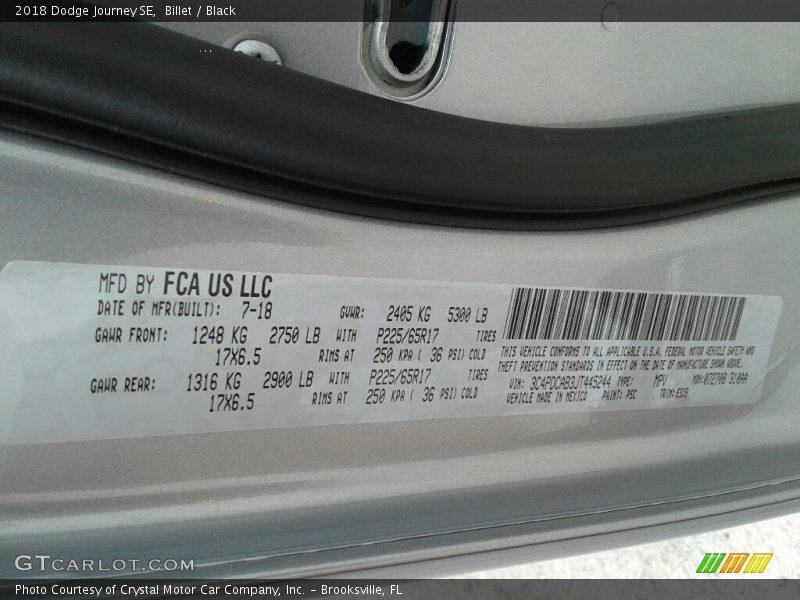 2018 Dodge Journey SE, Billet / Black
MFD BY FCA US LLC
DATE OF MFR(BUILT): 7-18 GVWR: 2405 KG 5300 LB
GAWR FRONT: 1248 KG 2750 LB WITH P225/65R17 TIRES
17X6.5 RIMS AT 250 KPA ( 36 PSI) COLD
GAWR REAR: 1316 KG 2900 LB WITH P225/65R17 TIRES
17X6.5 RIMS AT 250 KPA ( 36 PSI) COLD
THIS VEHICLE CONFORMS TO ALL APPLICABLE U.S.A. FEDERAL MOTOR VEHICLE SAFETY AND
THEFT PREVENTION STANDARDS IN EFFECT ON THE DATE OF MANUFACTURE SHOWN ABOVE.
VIN: 3C4PDCAB3JT445244 TYPE: MPV MDH:072708
VEHICLE MADE IN MEXICO PAINT: PSC TRIM:
GTCARLOT.COM
Photo Courtesy of Crystal Motor Car Company, Inc. – Brooksville, FL